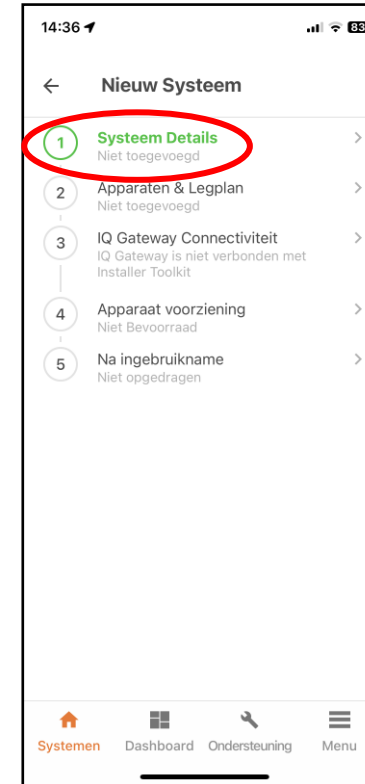 14:36
83
Nieuw Systeem
1
Systeem Details
Niet toegevoegd
2
Apparaten & Legplan
Niet toegevoegd
3
IQ Gateway Connectiviteit
IQ Gateway is niet verbonden met
Installer Toolkit
4
Apparaat voorziening
Niet Bevoorraad
5
Na ingebruikname
Niet opgedragen
Systemen Dashboard Ondersteuning Menu